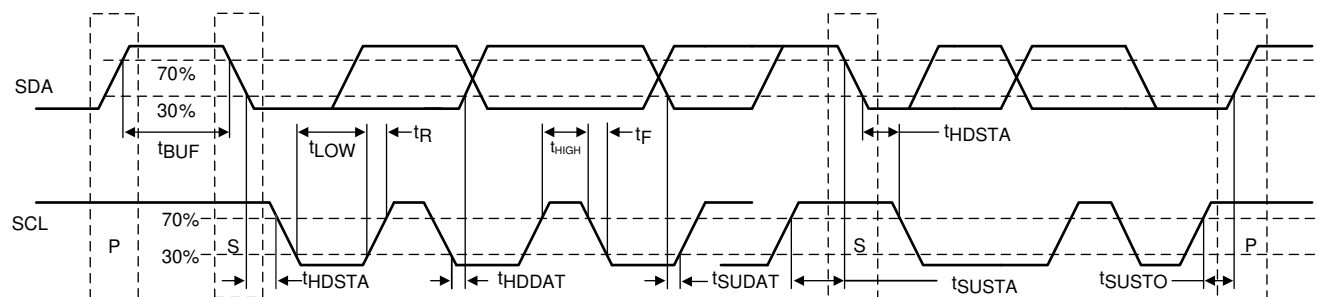 SDA
70%
30%
tBUF
tLOW
tR
tHIGH
tF
tHDSTA
SCL
70%
30%
P
S
S
P
tHDSTA
tHDDAT
tSUDAT
tSUSTA
tSUSTO